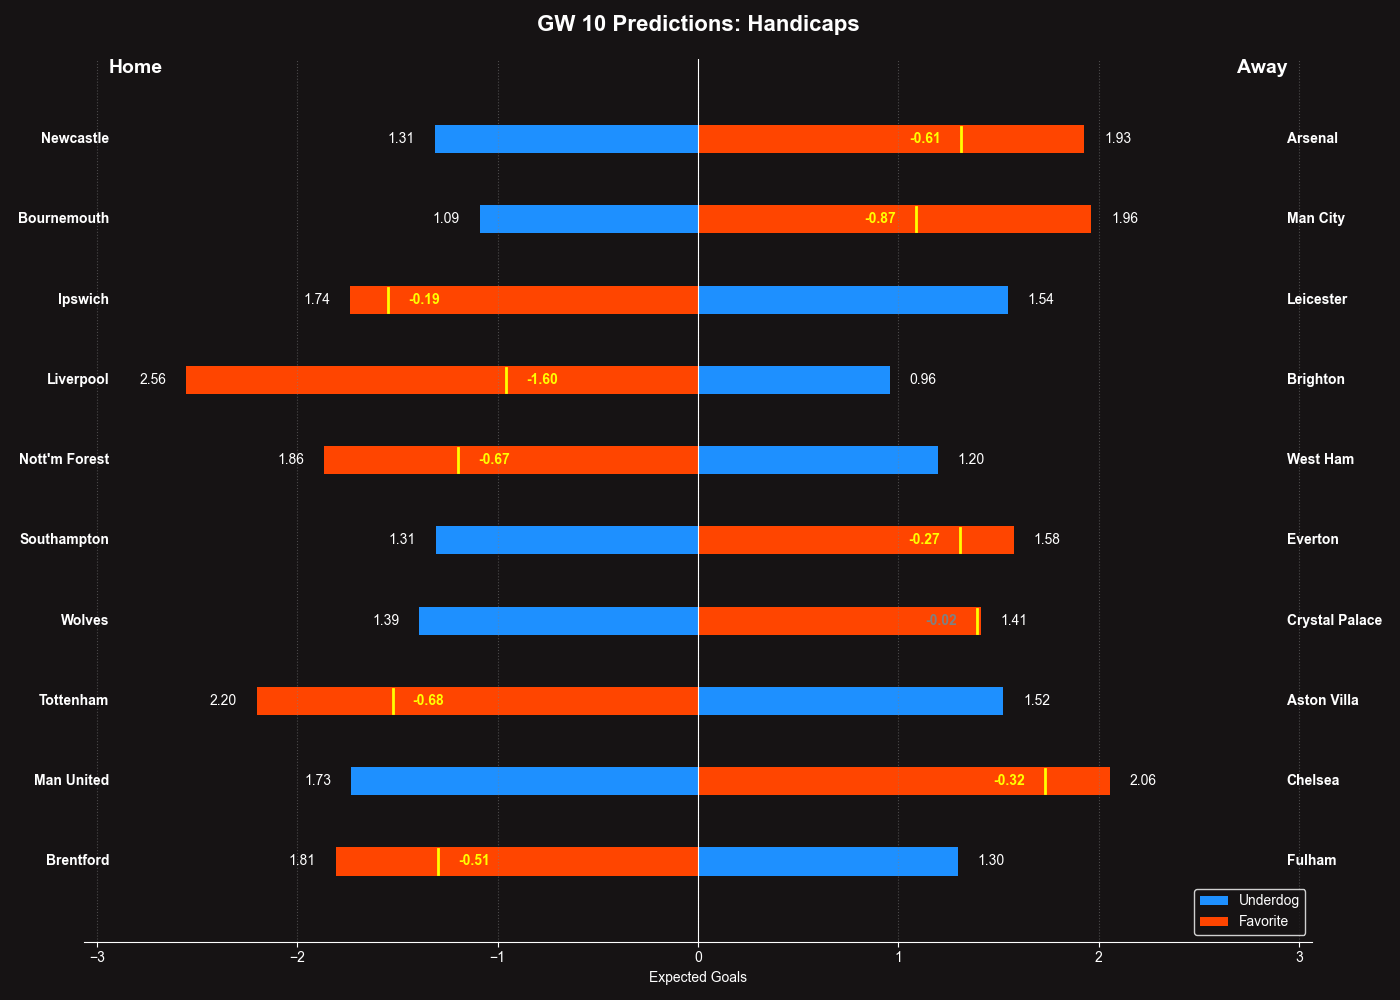 GW 10 Predictions: Handicaps
Home Away
Newcastle 1.31 -0.61 1.93 Arsenal
Bournemouth 1.09 -0.87 1.96 Man City
Ipswich 1.74 -0.19 1.54 Leicester
Liverpool 2.56 -1.60 0.96 Brighton
Nott'm Forest 1.86 -0.67 1.20 West Ham
Southampton 1.31 -0.27 1.58 Everton
Wolves 1.39 -0.02 1.41 Crystal Palace
Tottenham 2.20 -0.68 1.52 Aston Villa
Man United 1.73 -0.32 2.06 Chelsea
Brentford 1.81 -0.51 1.30 Fulham
Underdog
Favorite
−3 −2 −1 0 1 2 3
Expected Goals